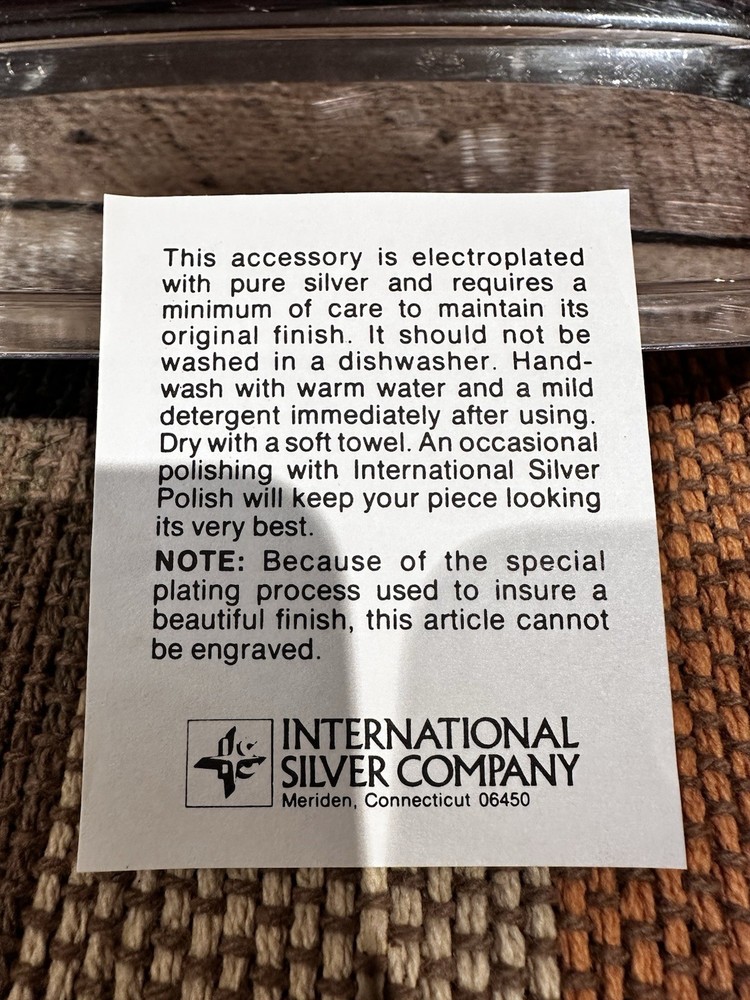 This accessory is electroplated
with pure silver and requires a
minimum of care to maintain its
original finish. It should not be
washed in a dishwasher. Hand-
wash with warm water and a mild
detergent immediately after using.
Dry with a soft towel. An occasional
polishing with International Silver
Polish will keep your piece looking
its very best.
NOTE: Because of the special
plating process used to insure a
beautiful finish, this article cannot
be engraved.
INTERNATIONAL
SILVER COMPANY
Meriden, Connecticut 06450